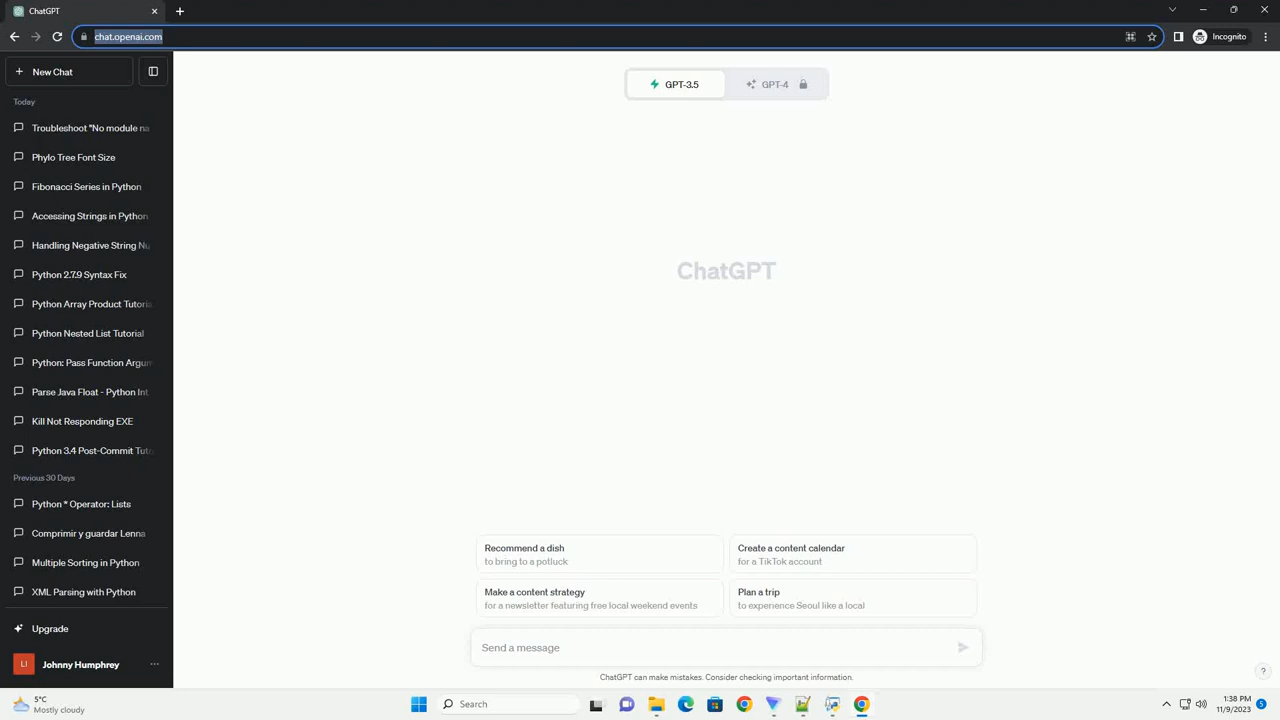 ChatGPT
chat.openai.com
Incognito
New Chat
Today
Troubleshoot "No module na
Phylo Tree Font Size
Fibonacci Series in Python
Accessing Strings in Python
Handling Negative String Nu
Python 2.7.9 Syntax Fix
Python Array Product Tutoria
Python Nested List Tutorial
Python: Pass Function Argum
Parse Java Float - Python Int
Kill Not Responding EXE
Python 3.4 Post-Commit Tuto
Previous 30 Days
Python * Operator: Lists
Comprimir y guardar Lenna
Multiple Sorting in Python
XML Parsing with Python
Upgrade
LI Johnny Humphrey
GPT-3.5 GPT-4
ChatGPT
Recommend a dish
to bring to a potluck
Create a content calendar
for a TikTok account
Make a content strategy
for a newsletter featuring free local weekend events
Plan a trip
to experience Seoul like a local
Send a message
ChatGPT can make mistakes. Consider checking important information.
?
5°C
Mostly cloudy
Search
1:38 PM
11/9/2023
5